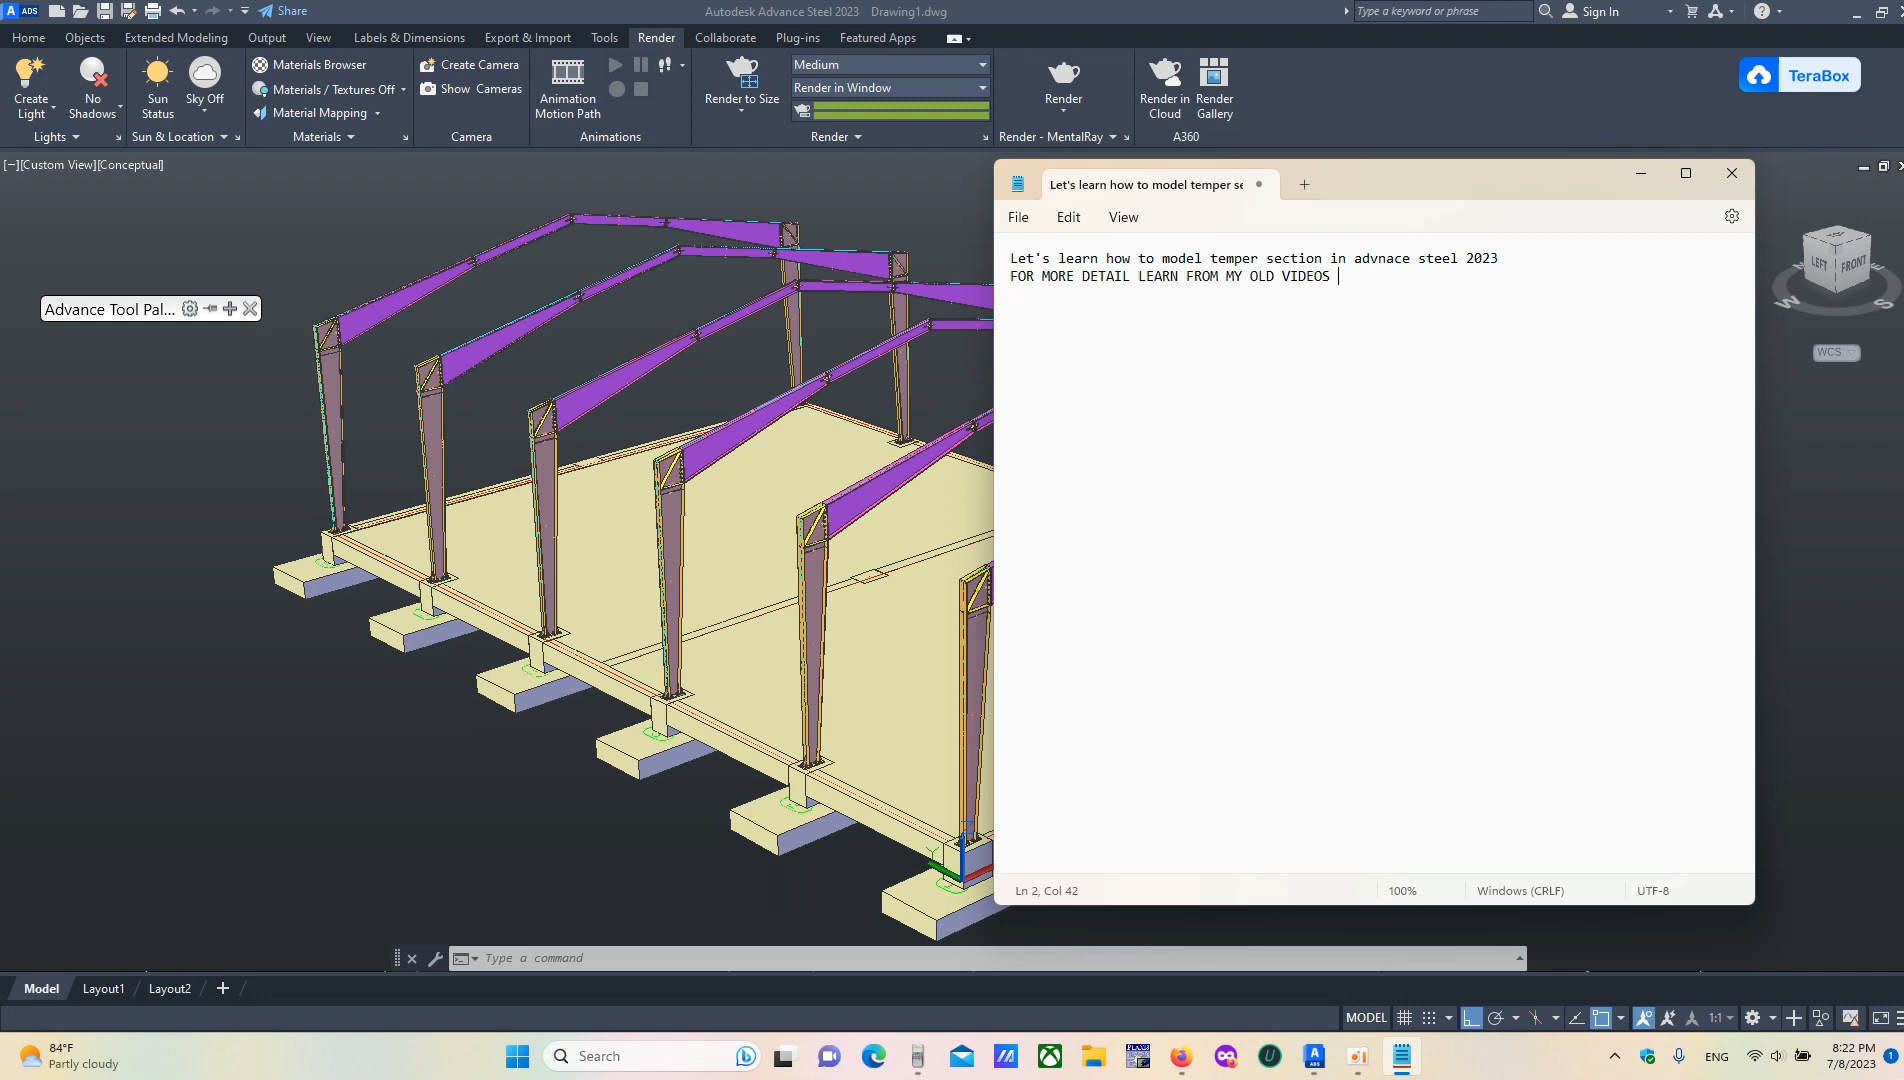 A ADS Share Autodesk Advance Steel 2023 Drawing1.dwg Type a keyword or phrase Sign In
Home Objects Extended Modeling Output View Labels & Dimensions Export & Import Tools Render Collaborate Plug-ins Featured Apps
Create Light
No Shadows
Sun Status
Sky Off
Materials Browser
Materials / Textures Off
Material Mapping
Create Camera
Show Cameras
Animation Motion Path
Render to Size
Medium
Render in Window
Render
Render in Cloud
Render Gallery
TeraBox
Lights Sun & Location Materials Camera Animations Render Render - MentalRay A360
[−][Custom View][Conceptual]
Let's learn how to model temper se
File Edit View
Let's learn how to model temper section in advnace steel 2023
FOR MORE DETAIL LEARN FROM MY OLD VIDEOS
Advance Tool Pal...
LEFT FRONT
W S
WCS
Y
Ln 2, Col 42 100% Windows (CRLF) UTF-8
Type a command
Model Layout1 Layout2
MODEL 1:1
84°F
Partly cloudy
Search
ENG
8:22 PM
7/8/2023
1